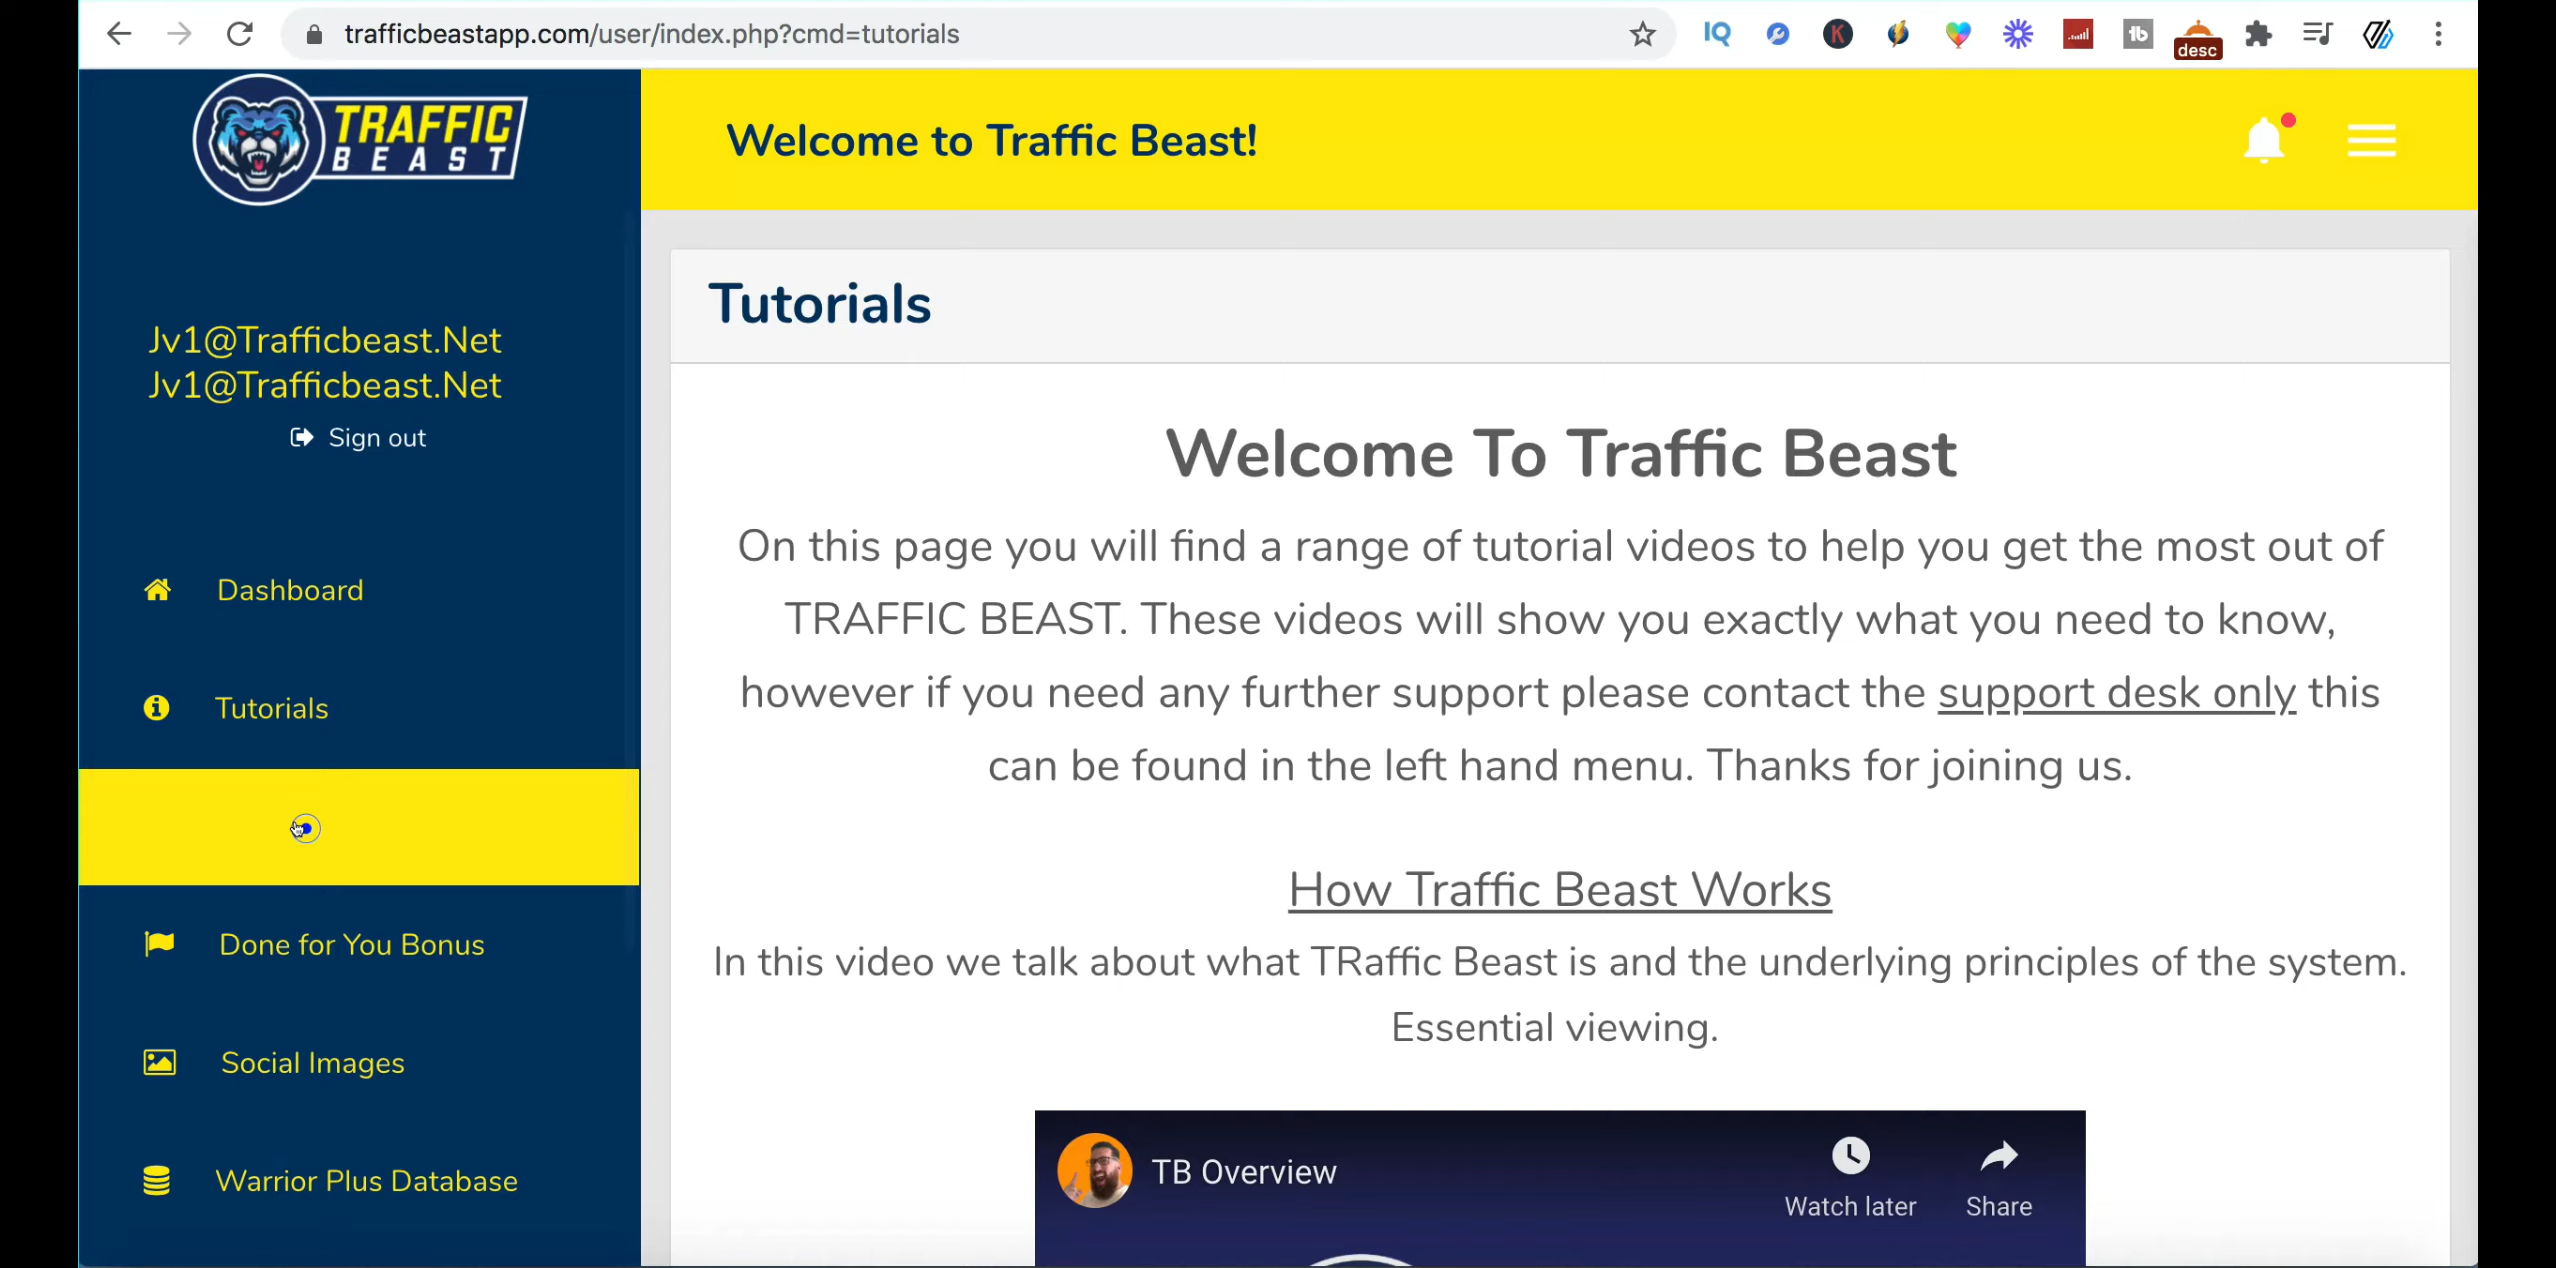 trafficbeastapp.com/user/index.php?cmd=tutorials
IQ
K
tb
desc
TRAFFIC
BEAST
Welcome to Traffic Beast!
Jv1@Trafficbeast.Net
Jv1@Trafficbeast.Net
Sign out
Dashboard
Tutorials
Done for You Bonus
Social Images
Warrior Plus Database
Tutorials
Welcome To Traffic Beast
On this page you will find a range of tutorial videos to help you get the most out of
TRAFFIC BEAST. These videos will show you exactly what you need to know,
however if you need any further support please contact the support desk only this
can be found in the left hand menu. Thanks for joining us.
How Traffic Beast Works
In this video we talk about what TRaffic Beast is and the underlying principles of the system.
Essential viewing.
TB Overview
Watch later
Share